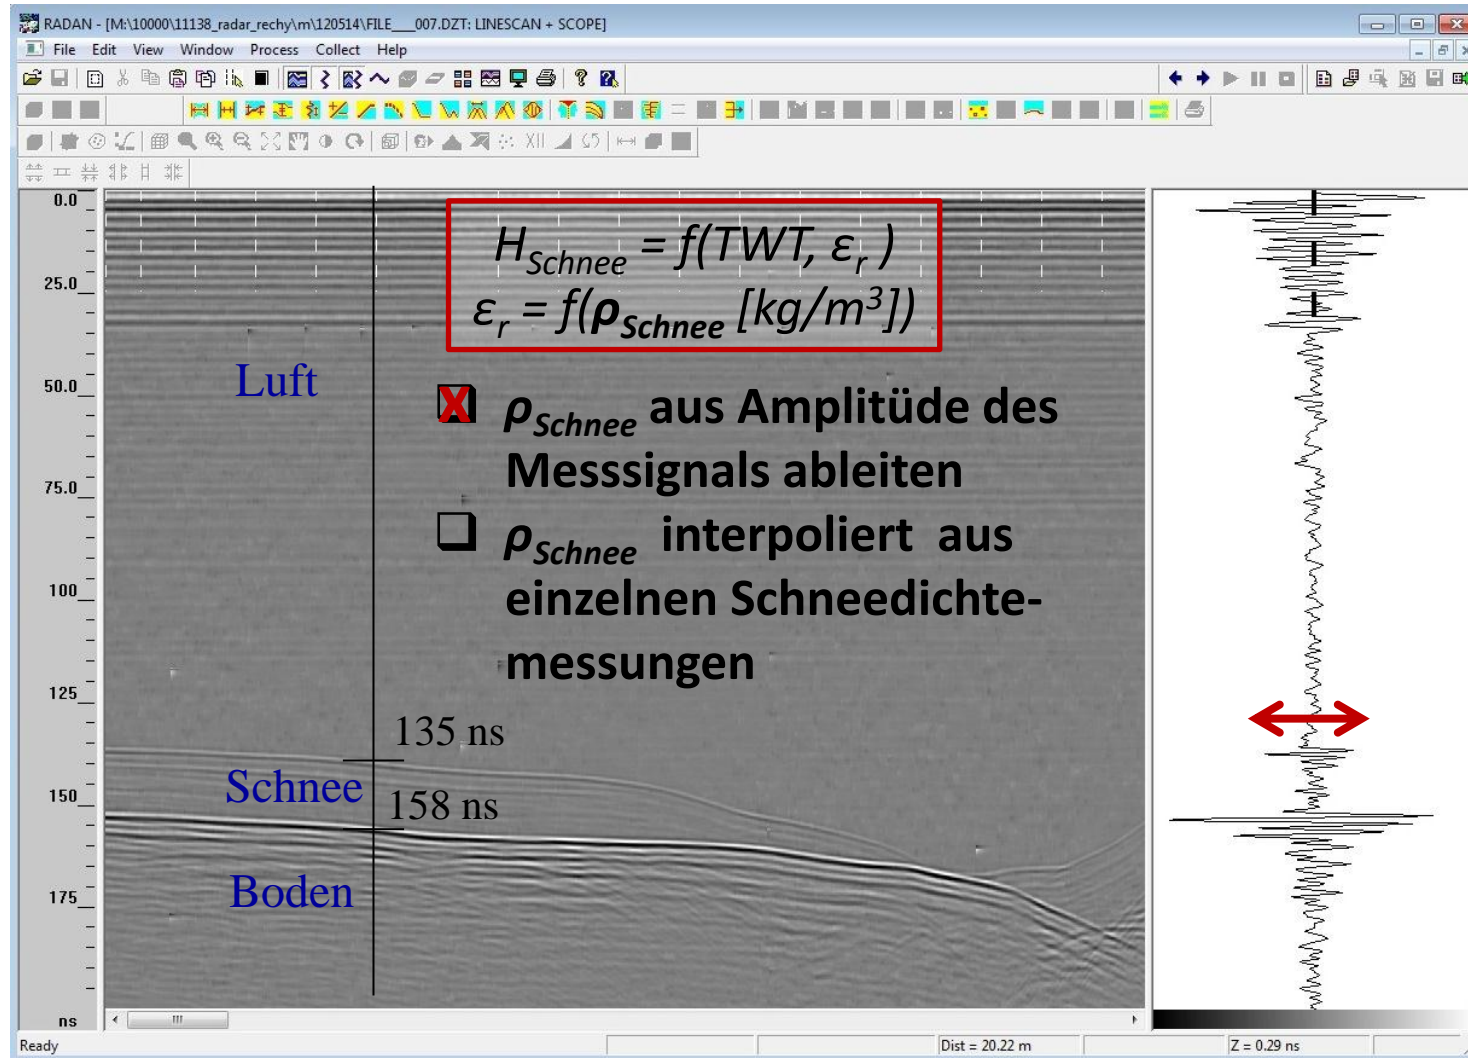 RADAN - [M:\10000\11138_radar_rechy\m\120514\FILE___007.DZT: LINESCAN + SCOPE]
File Edit View Window Process Collect Help
XII
0.0
25.0
50.0
75.0
100
125
150
175
ns
H_Schnee = f(TWT, ε_r )
ε_r = f(ρ_Schnee [kg/m³])
Luft
X ρ_Schnee aus Amplitüde des
Messsignals ableiten
❑ ρ_Schnee interpoliert aus
einzelnen Schneedichte-
messungen
135 ns
Schnee
158 ns
Boden
Ready Dist = 20.22 m Z = 0.29 ns